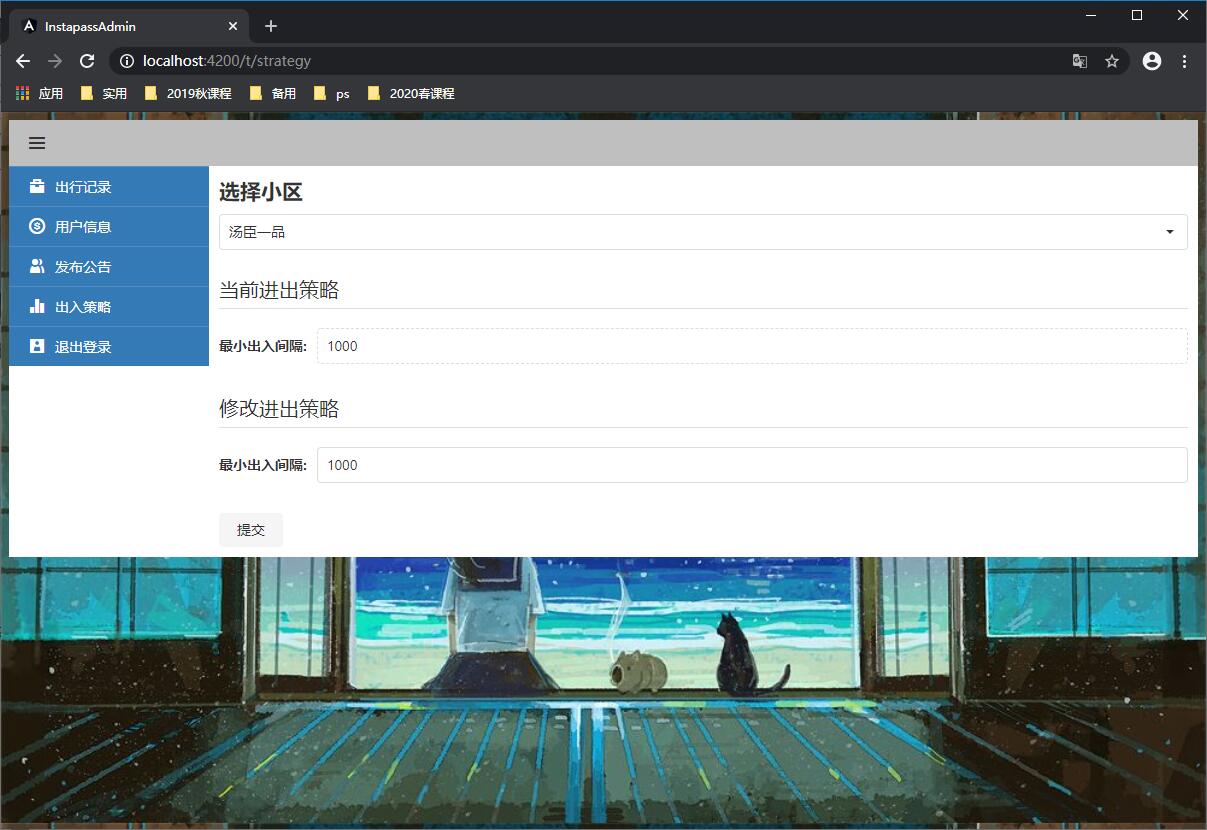 InstapassAdmin
localhost:4200/t/strategy
应用 实用 2019秋课程 备用 ps 2020春课程
出行记录
用户信息
发布公告
出入策略
退出登录
选择小区
汤臣一品
当前进出策略
最小出入间隔: 1000
修改进出策略
最小出入间隔: 1000
提交